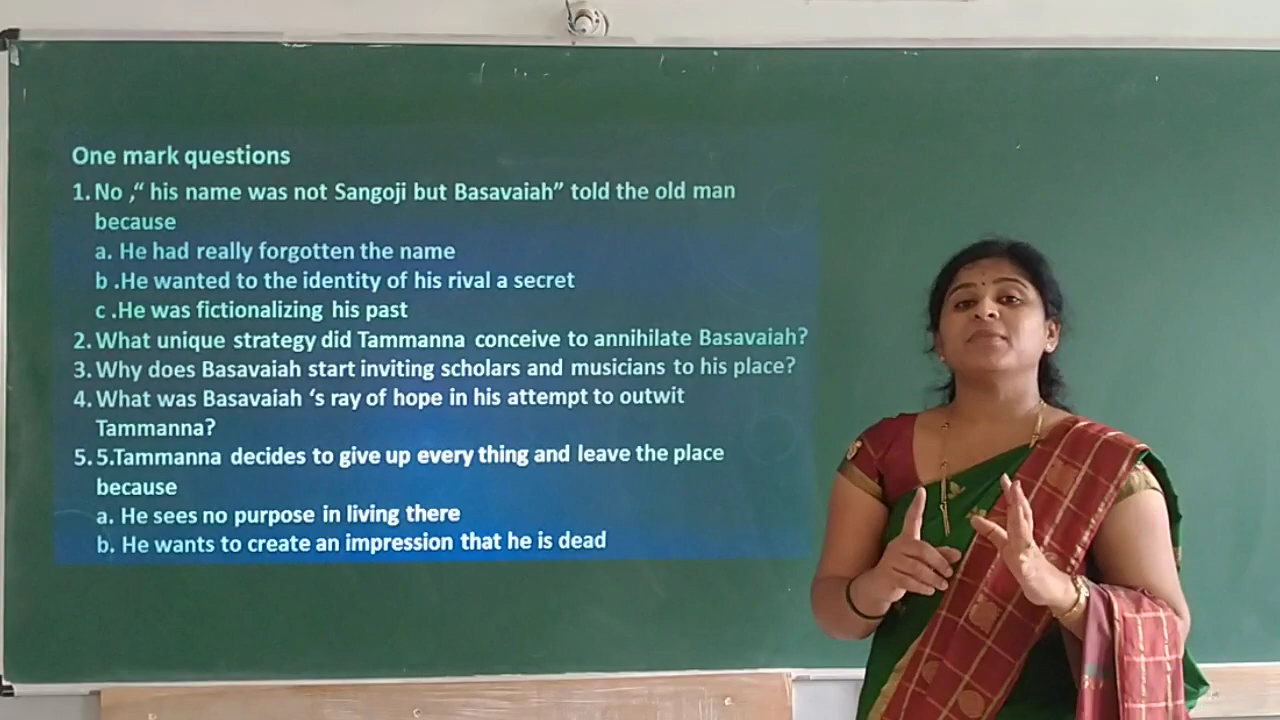 One mark questions
1. No ,“ his name was not Sangoji but Basavaiah” told the old man
because
a. He had really forgotten the name
b .He wanted to the identity of his rival a secret
c .He was fictionalizing his past
2. What unique strategy did Tammanna conceive to annihilate Basavaiah?
3. Why does Basavaiah start inviting scholars and musicians to his place?
4. What was Basavaiah ‘s ray of hope in his attempt to outwit
Tammanna?
5. 5.Tammanna decides to give up every thing and leave the place
because
a. He sees no purpose in living there
b. He wants to create an impression that he is dead